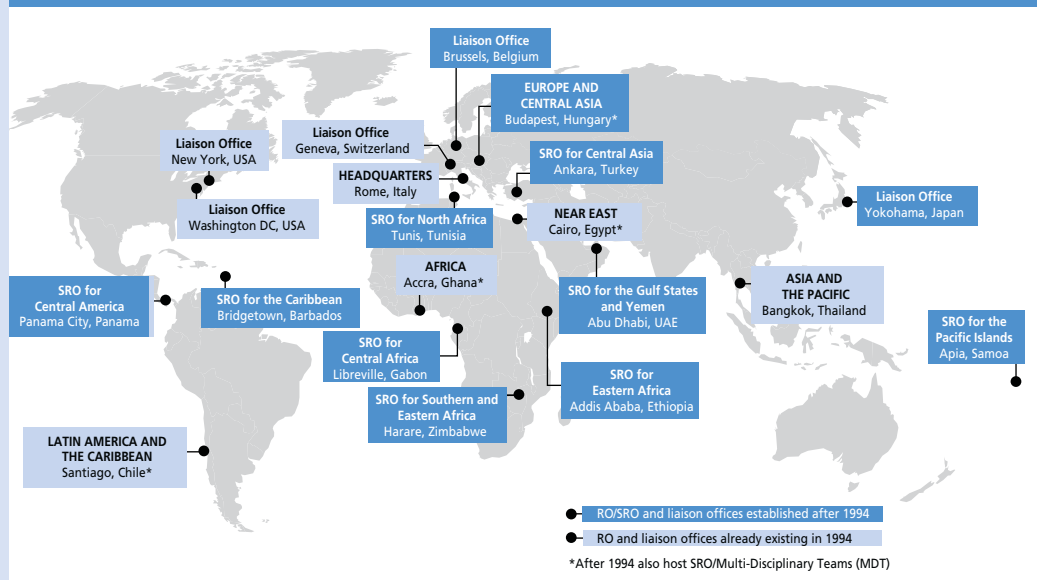 Liaison Office
Brussels, Belgium
EUROPE AND
CENTRAL ASIA
Budapest, Hungary*
Liaison Office
Geneva, Switzerland
Liaison Office
New York, USA
HEADQUARTERS
Rome, Italy
SRO for Central Asia
Ankara, Turkey
Liaison Office
Yokohama, Japan
Liaison Office
Washington DC, USA
SRO for North Africa
Tunis, Tunisia
NEAR EAST
Cairo, Egypt*
AFRICA
Accra, Ghana*
ASIA AND
THE PACIFIC
Bangkok, Thailand
SRO for
Central America
Panama City, Panama
SRO for the Caribbean
Bridgetown, Barbados
SRO for the Gulf States
and Yemen
Abu Dhabi, UAE
SRO for the
Pacific Islands
Apia, Samoa
SRO for
Central Africa
Libreville, Gabon
SRO for
Eastern Africa
Addis Ababa, Ethiopia
SRO for Southern and
Eastern Africa
Harare, Zimbabwe
LATIN AMERICA AND
THE CARIBBEAN
Santiago, Chile*
RO/SRO and liaison offices established after 1994
RO and liaison offices already existing in 1994
*After 1994 also host SRO/Multi-Disciplinary Teams (MDT)